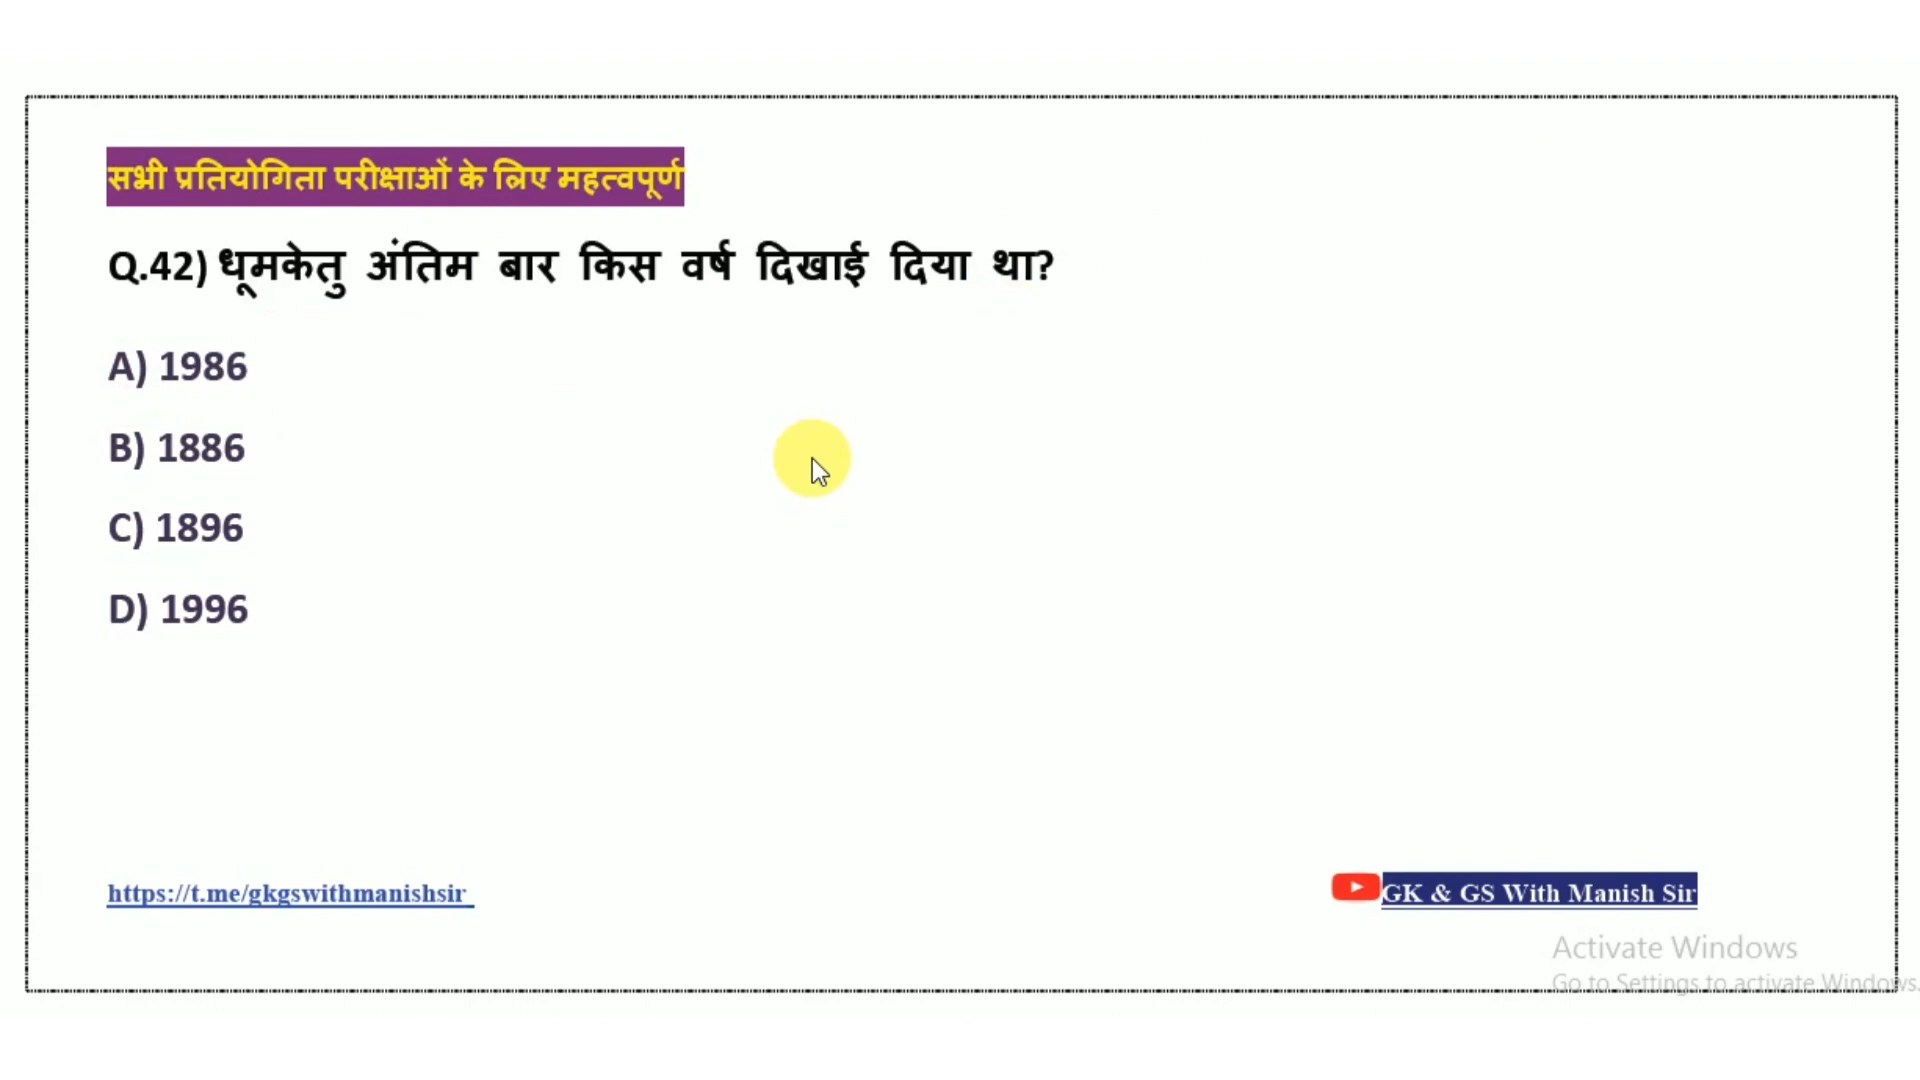 सभी प्रतियोगिता परीक्षाओं के लिए महत्वपूर्ण
Q.42) धूमकेतु अंतिम बार किस वर्ष दिखाई दिया था?
A) 1986
B) 1886
C) 1896
D) 1996
https://t.me/gkgswithmanishsir
GK & GS With Manish Sir
Activate Windows
Go to Settings to activate Windows.